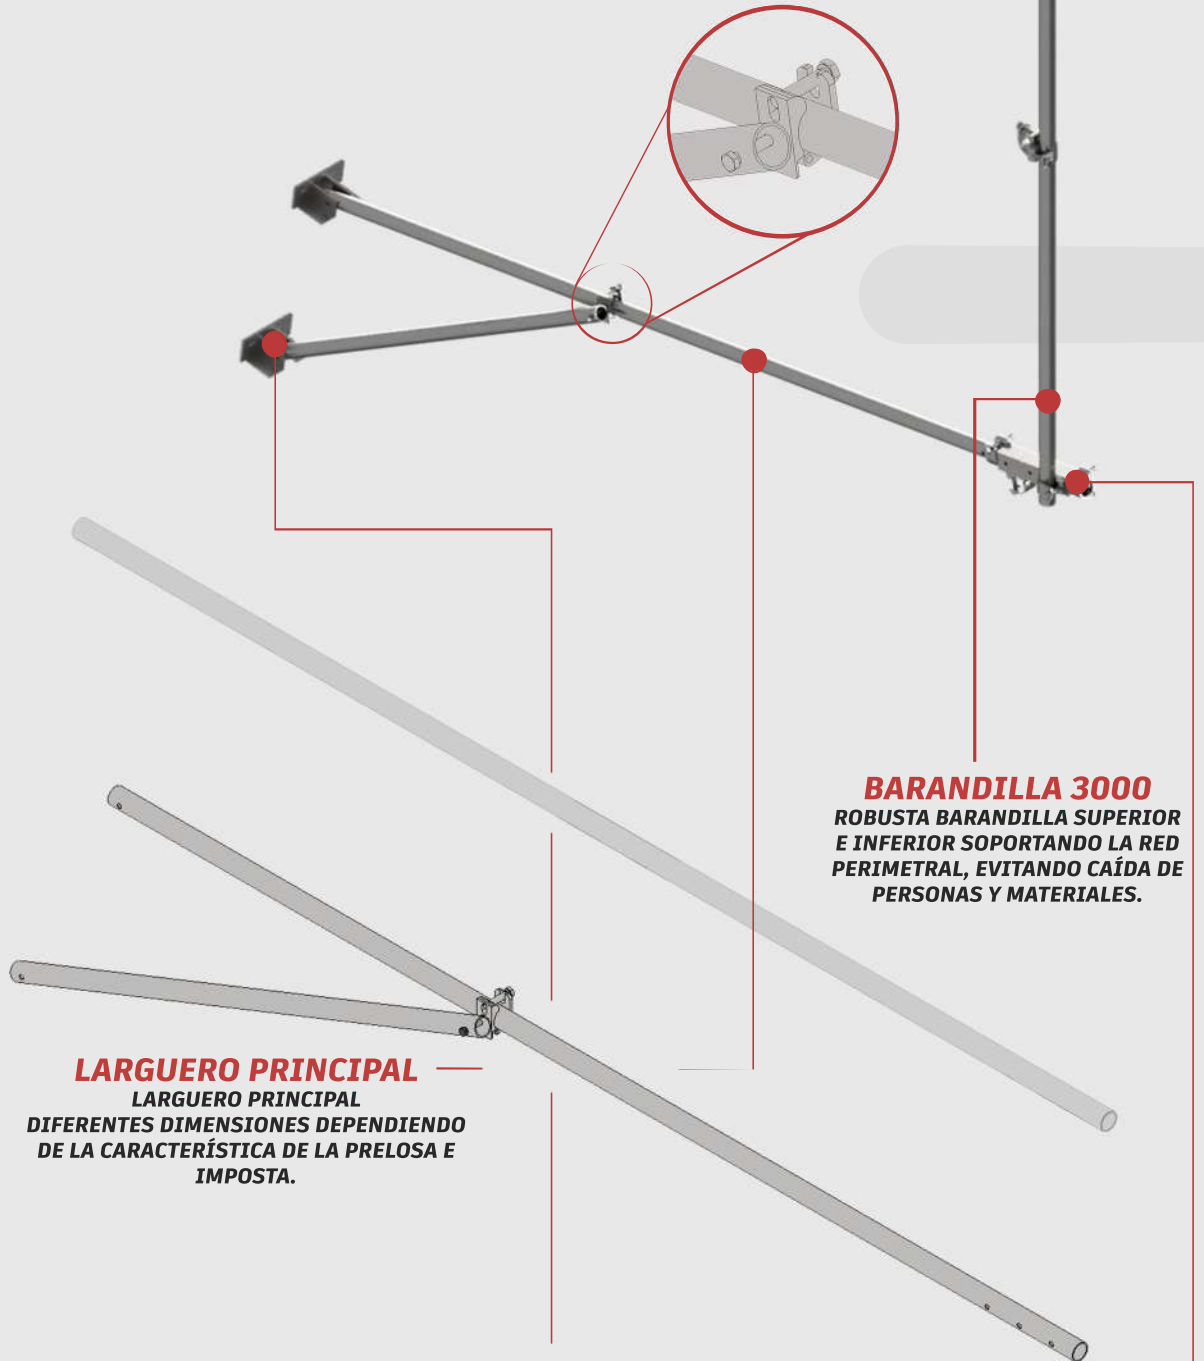 BARANDILLA 3000
ROBUSTA BARANDILLA SUPERIOR
E INFERIOR SOPORTANDO LA RED
PERIMETRAL, EVITANDO CAÍDA DE
PERSONAS Y MATERIALES.
LARGUERO PRINCIPAL
LARGUERO PRINCIPAL
DIFERENTES DIMENSIONES DEPENDIENDO
DE LA CARACTERÍSTICA DE LA PRELOSA E
IMPOSTA.